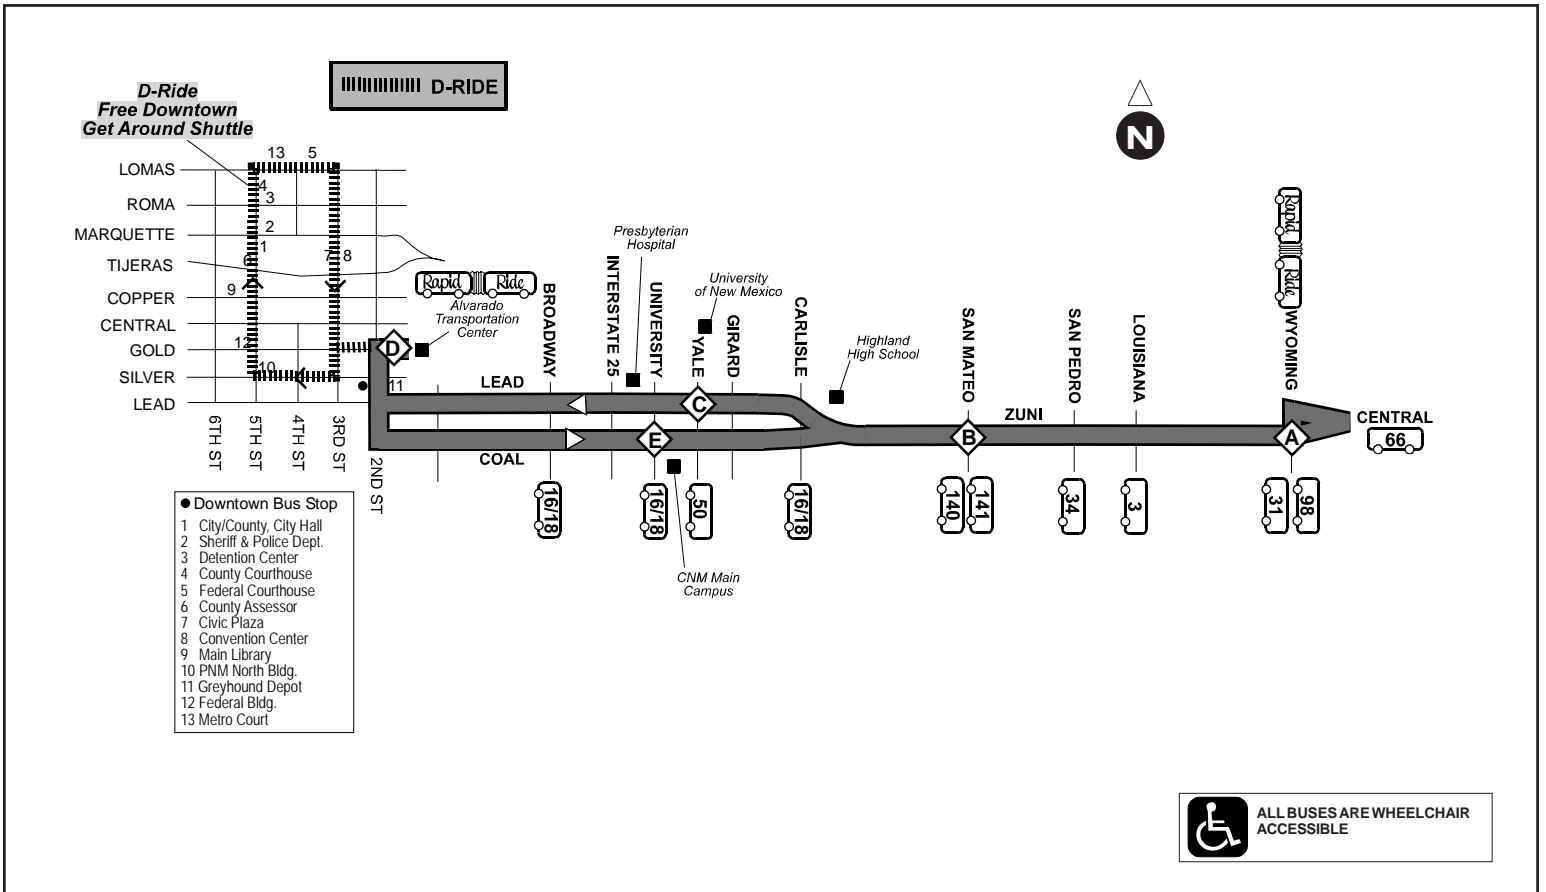 D-RIDE
D-Ride
Free Downtown
Get Around Shuttle
N
13 5
LOMAS
4
ROMA
3
MARQUETTE
2
1
TIJERAS
6
7 8
COPPER
9
CENTRAL
GOLD
12
SILVER
10
11
LEAD
6TH ST
5TH ST
4TH ST
3RD ST
2ND ST
D
Rapid Ride
Alvarado
Transportation
Center
BROADWAY
INTERSTATE 25
Presbyterian
Hospital
UNIVERSITY
University
of New Mexico
YALE
GIRARD
CARLISLE
Highland
High School
SAN MATEO
SAN PEDRO
LOUISIANA
Rapid Ride
WYOMING
LEAD
C
COAL
E
ZUNI
B
A
CENTRAL
66
16/18
16/18
50
16/18
140
141
34
3
31
98
CNM Main
Campus
Downtown Bus Stop
1 City/County, City Hall
2 Sheriff & Police Dept.
3 Detention Center
4 County Courthouse
5 Federal Courthouse
6 County Assessor
7 Civic Plaza
8 Convention Center
9 Main Library
10 PNM North Bldg.
11 Greyhound Depot
12 Federal Bldg.
13 Metro Court
ALL BUSES ARE WHEELCHAIR
ACCESSIBLE